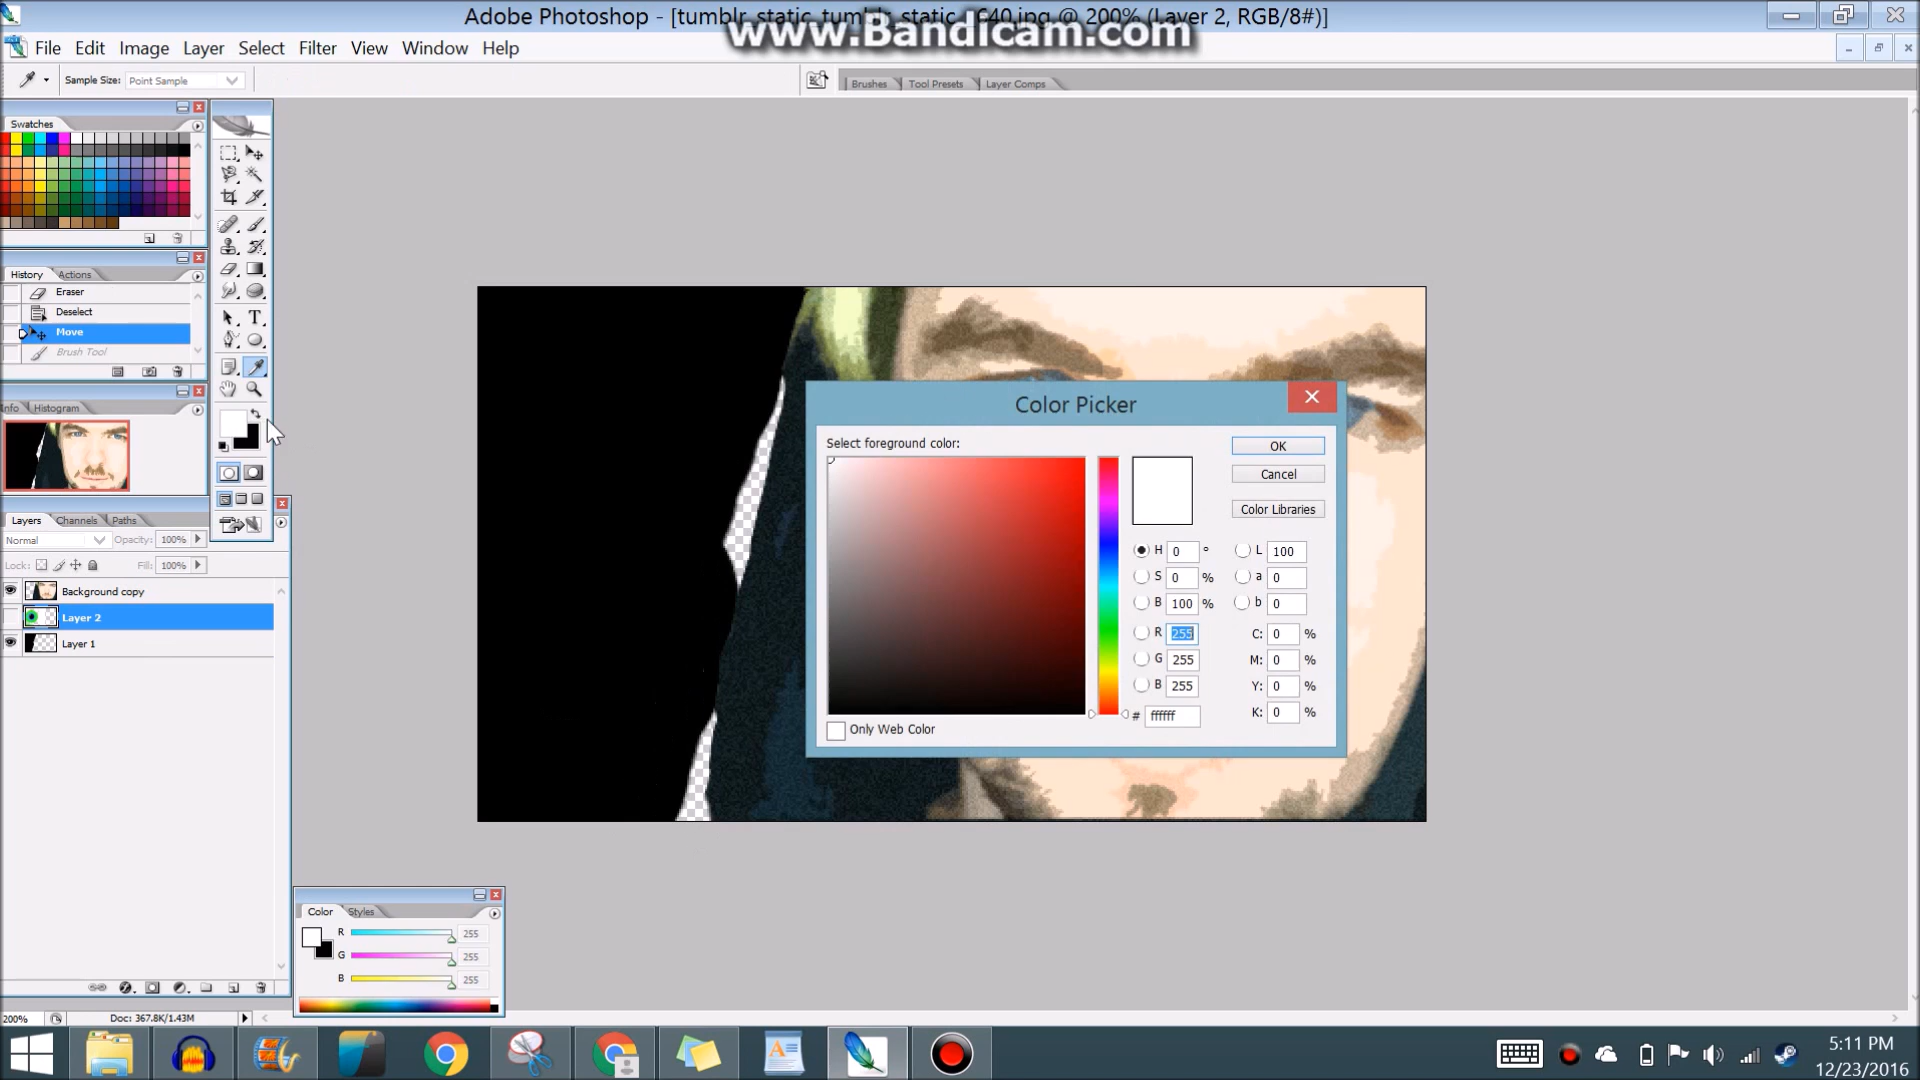 Adobe Photoshop - [tumblr_static_tumblr_static_640.jpg @ 200% (Layer 2, RGB/8#)]
www.Bandicam.com
File Edit Image Layer Select Filter View Window Help
Sample Size: Point Sample
Brushes Tool Presets Layer Comps
Swatches
History Actions
Eraser
Deselect
Move
Brush Tool
Histogram
Layers Channels Paths
Normal Opacity: 100%
Lock: Fill: 100%
Background copy
Layer 2
Layer 1
Color Picker
Select foreground color:
OK
Cancel
Color Libraries
H 0 ° L 100
S 0 % a 0
B 100 % b 0
R 255 C: 0 %
G 255 M: 0 %
B 255 Y: 0 %
# ffffff K: 0 %
Only Web Color
Color Styles
R 255
G 255
B 255
200% Doc: 367.8K/1.43M
5:11 PM
12/23/2016